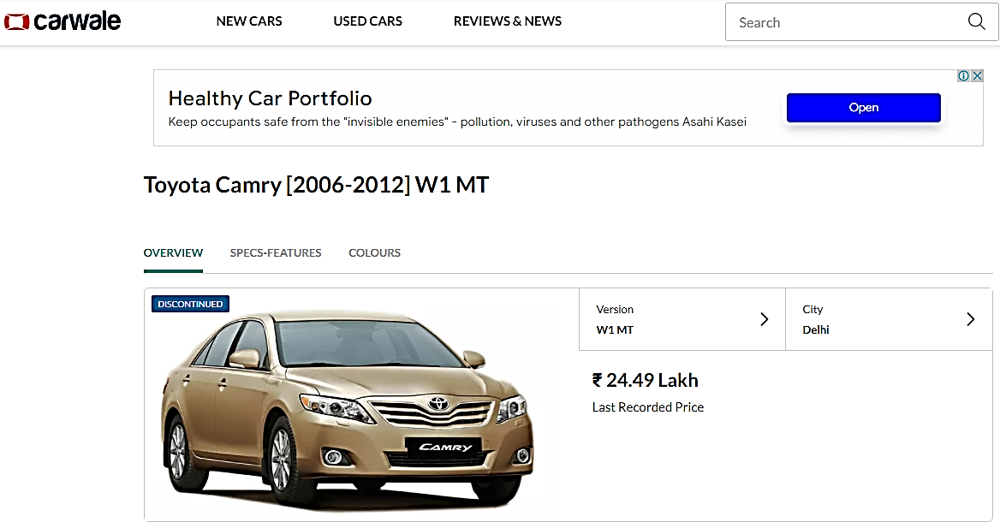 carwale
NEW CARS
USED CARS
REVIEWS & NEWS
Search
Healthy Car Portfolio
Keep occupants safe from the "invisible enemies" - pollution, viruses and other pathogens Asahi Kasei
Open
Toyota Camry [2006-2012] W1 MT
OVERVIEW
SPECS-FEATURES
COLOURS
DISCONTINUED
CAMRY
Version
W1 MT
City
Delhi
₹ 24.49 Lakh
Last Recorded Price